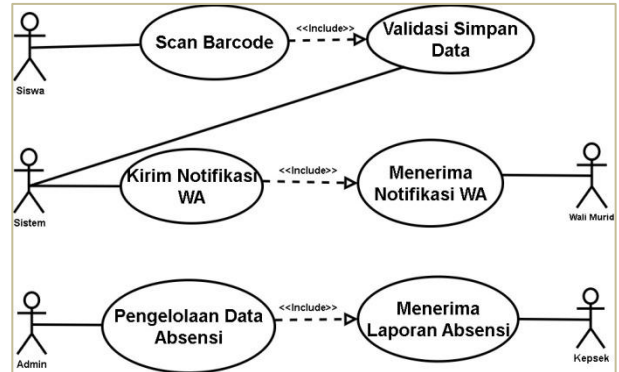 Scan Barcode
<<Include>>
Validasi Simpan
Data
Siswa
Kirim Notifikasi
WA
<<Include>>
Menerima
Notifikasi WA
Sistem
Wali Murid
Pengelolaan Data
Absensi
<<Include>>
Menerima
Laporan Absensi
Admin
Kepsek